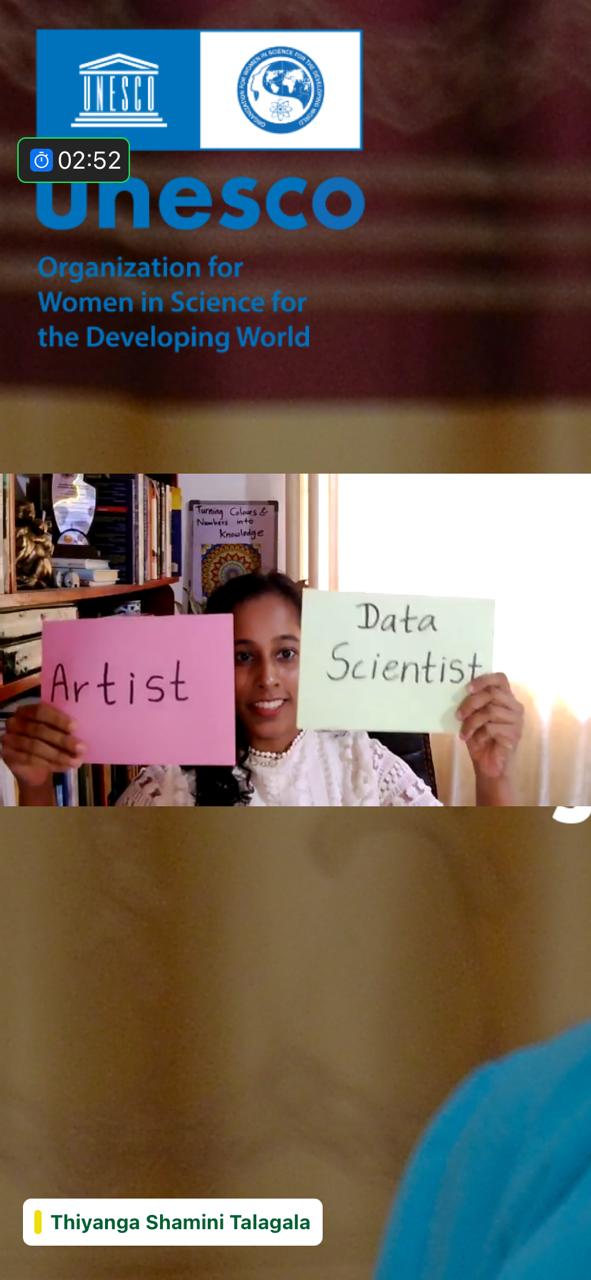 UNESCO
ORGANIZATION FOR WOMEN IN SCIENCE FOR THE DEVELOPING WORLD
02:52
unesco
Organization for
Women in Science for
the Developing World
Turning Colours &
Numbers into
Knowledge
Artist
Data
Scientist
Thiyanga Shamini Talagala